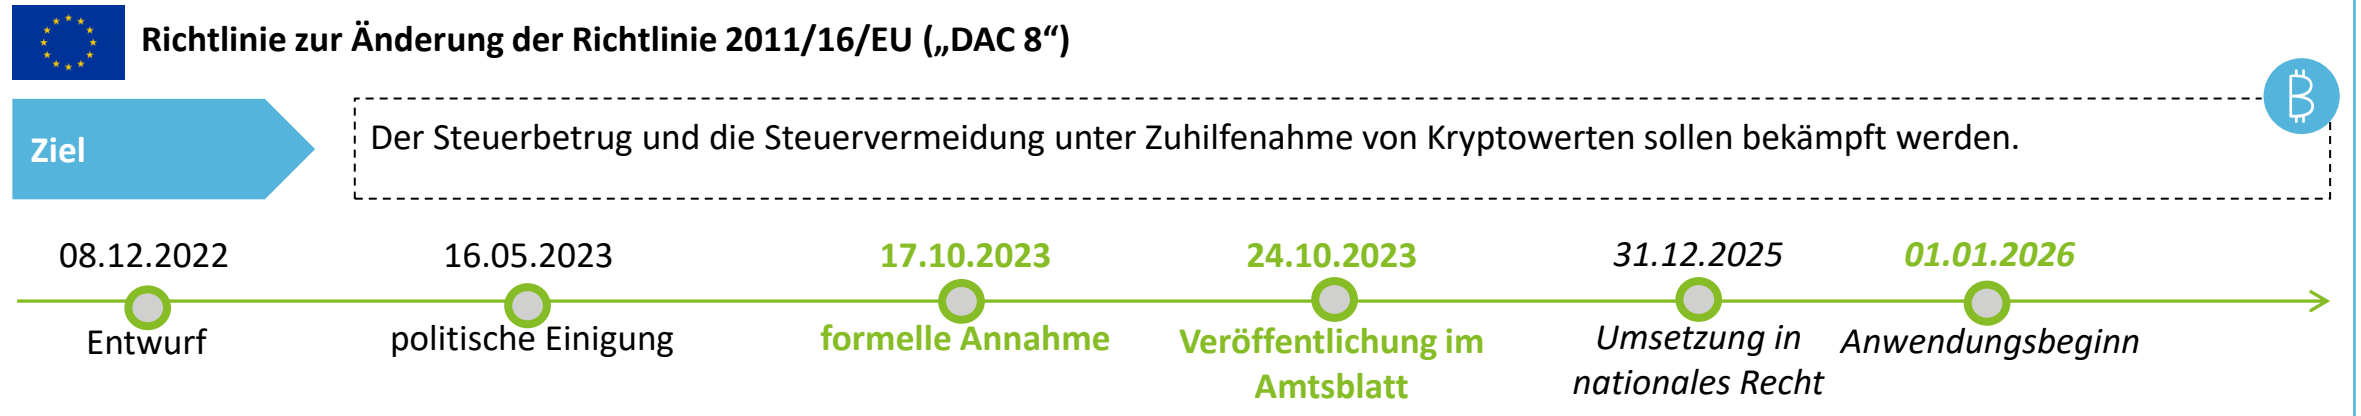 Richtlinie zur Änderung der Richtlinie 2011/16/EU („DAC 8“)
Ziel
Der Steuerbetrug und die Steuervermeidung unter Zuhilfenahme von Kryptowerten sollen bekämpft werden.
08.12.2022
Entwurf
16.05.2023
politische Einigung
17.10.2023
formelle Annahme
24.10.2023
Veröffentlichung im
Amtsblatt
31.12.2025
Umsetzung in
nationales Recht
01.01.2026
Anwendungsbeginn